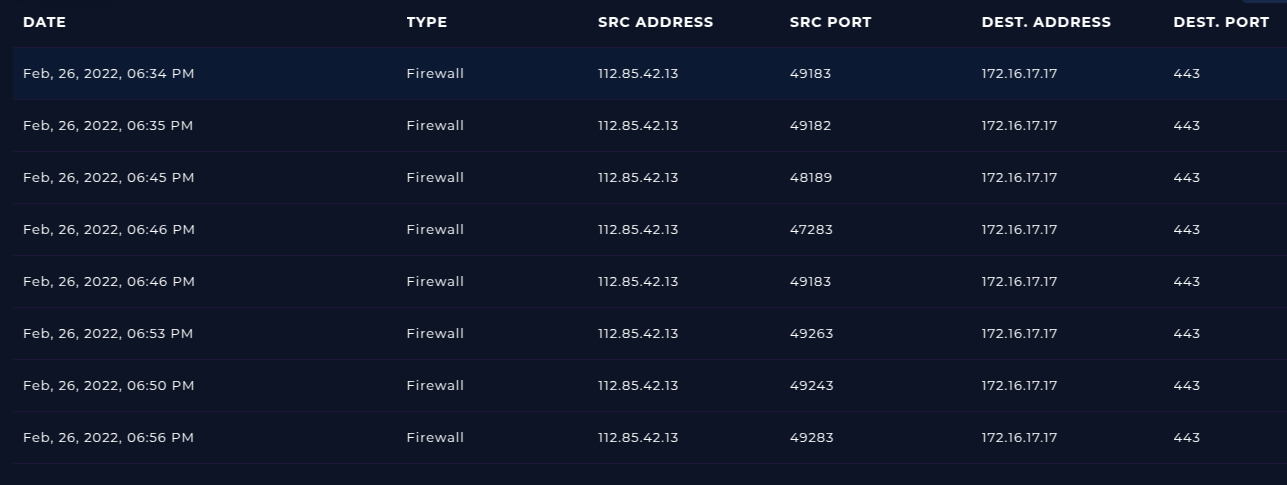 DATE TYPE SRC ADDRESS SRC PORT DEST. ADDRESS DEST. PORT
Feb, 26, 2022, 06:34 PM Firewall 112.85.42.13 49183 172.16.17.17 443
Feb, 26, 2022, 06:35 PM Firewall 112.85.42.13 49182 172.16.17.17 443
Feb, 26, 2022, 06:45 PM Firewall 112.85.42.13 48189 172.16.17.17 443
Feb, 26, 2022, 06:46 PM Firewall 112.85.42.13 47283 172.16.17.17 443
Feb, 26, 2022, 06:46 PM Firewall 112.85.42.13 49183 172.16.17.17 443
Feb, 26, 2022, 06:53 PM Firewall 112.85.42.13 49263 172.16.17.17 443
Feb, 26, 2022, 06:50 PM Firewall 112.85.42.13 49243 172.16.17.17 443
Feb, 26, 2022, 06:56 PM Firewall 112.85.42.13 49283 172.16.17.17 443